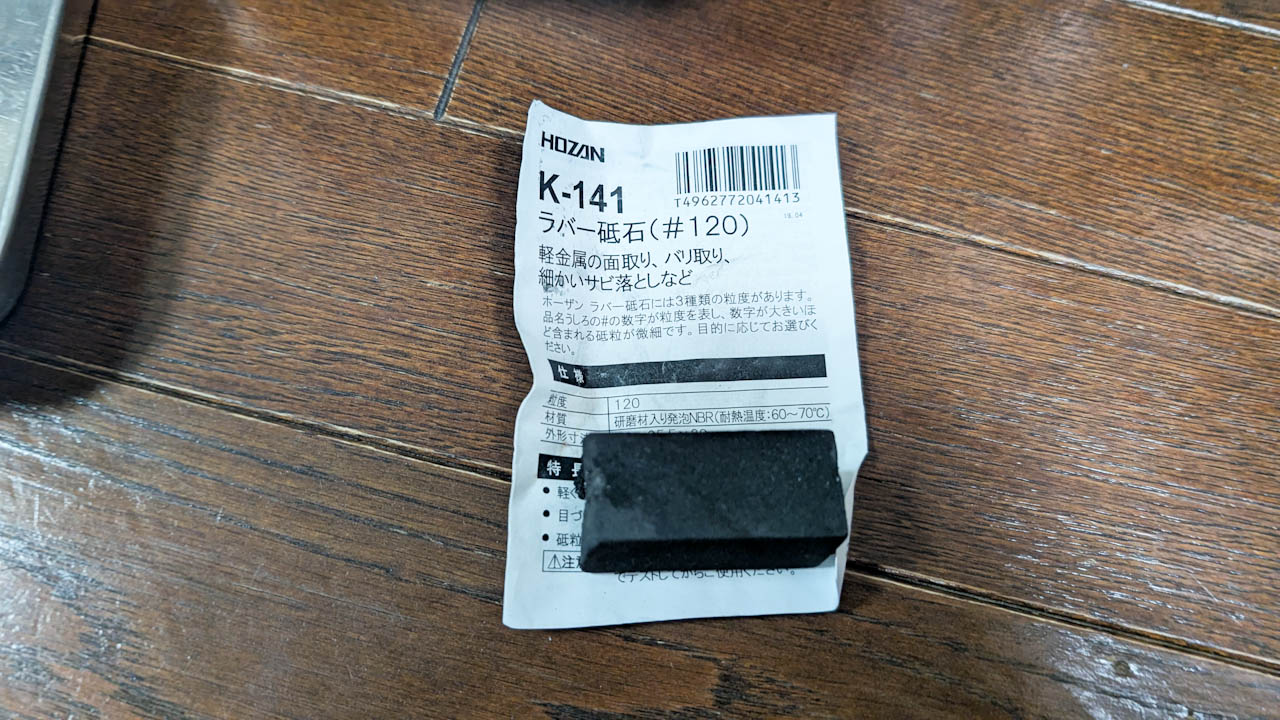 HOZAN
K-141
T4962772041413
19.04
ラバー砥石(#120)
軽金属の面取り、バリ取り、
細かいサビ落としなど
ホーザン ラバー砥石には3種類の粒度があります。
品名うしろの#の数字が粒度を表し、数字が大きいほ
ど含まれる砥粒が微細です。目的に応じてお選びく
ださい。
仕様
粒度 120
材質 研磨材入り発泡NBR(耐熱温度:60〜70℃)
外形寸
特長
● 軽く
● 目づ
● 砥粒
⚠注意
でテストしてからご使用ください。